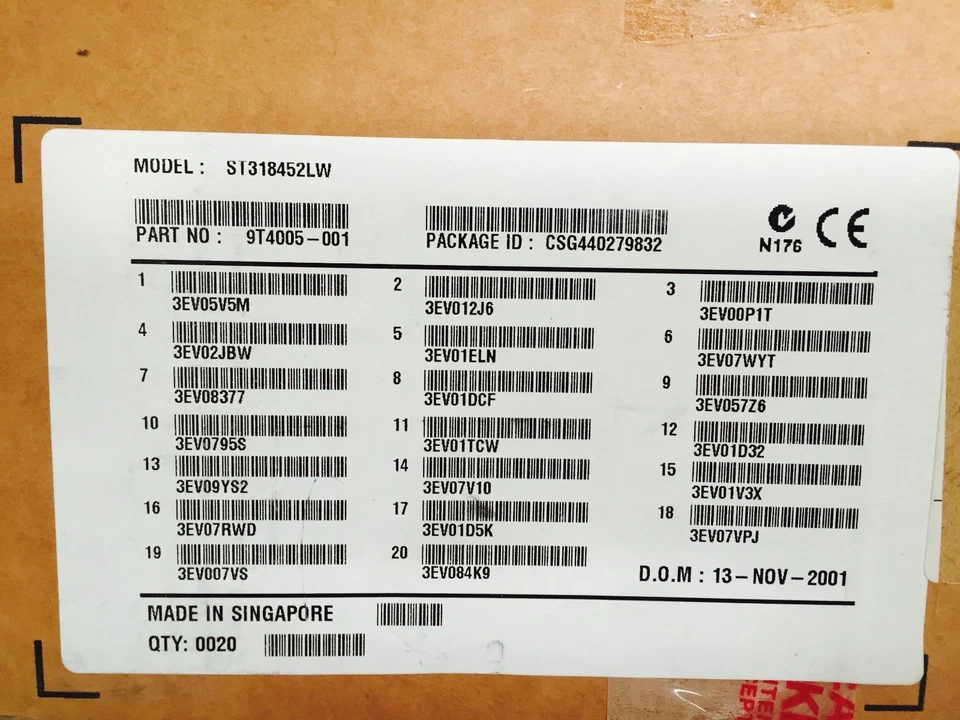 MODEL : ST318452LW
PART NO : 9T4005-001
PACKAGE ID : CSG440279832
N176
CE
1 3EV05V5M
2 3EV012J6
3 3EV00P1T
4 3EV02JBW
5 3EV01ELN
6 3EV07WYT
7 3EV08377
8 3EV01DCF
9 3EV057Z6
10 3EV0795S
11 3EV01TCW
12 3EV01D32
13 3EV09YS2
14 3EV07V10
15 3EV01V3X
16 3EV07RWD
17 3EV01D5K
18 3EV07VPJ
19 3EV007VS
20 3EV084K9
D.O.M : 13-NOV-2001
MADE IN SINGAPORE
QTY: 0020